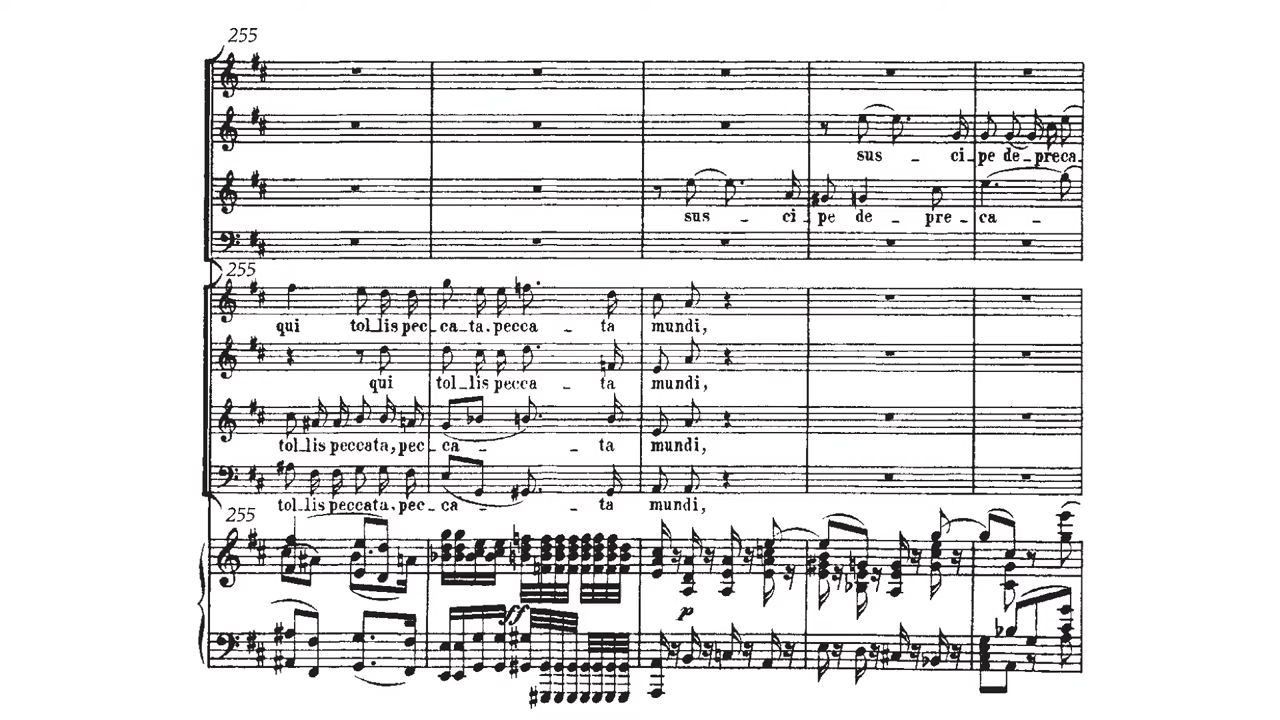 255
sus - ci - pe de - preca -
sus - ci - pe de - pre - ca -
255
qui tol - lis pec - ca - ta. pecca - ta mundi,
qui tol - lis pecca - ta mundi,
tol - lis peccata, pec - ca - ta mundi,
tol - lis peccata, pec - ca - ta mundi,
255
ff
p